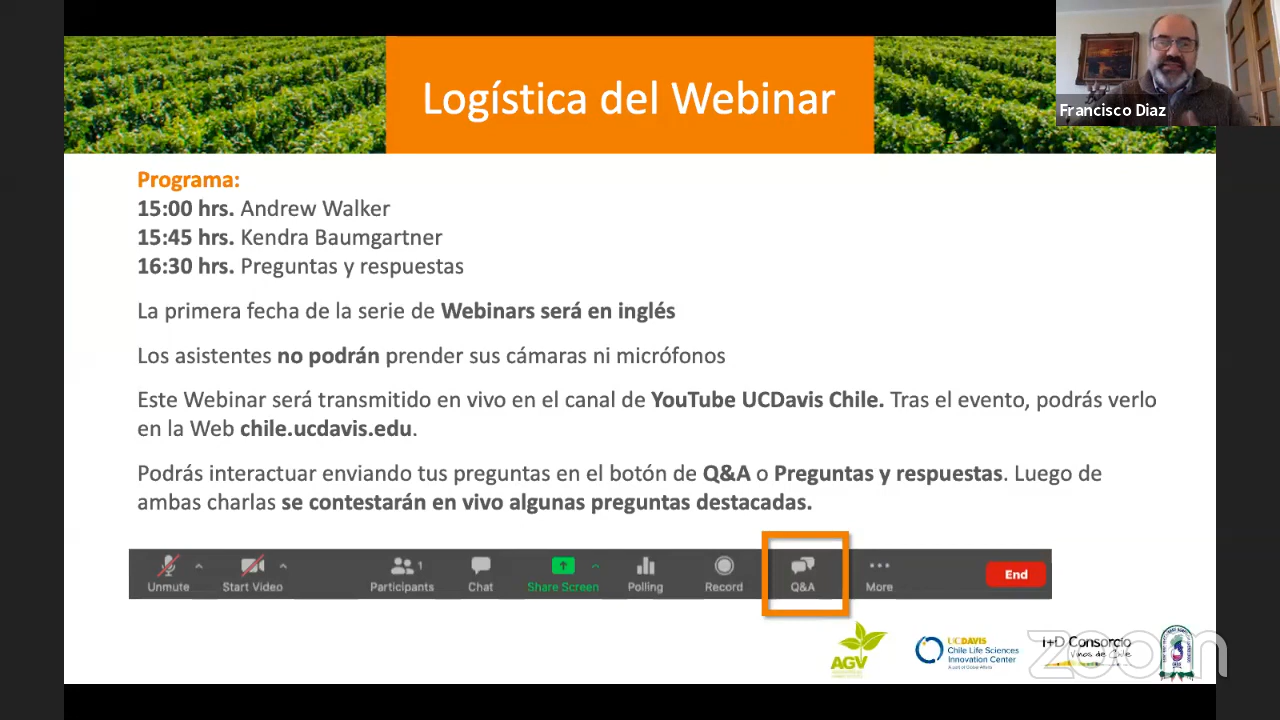 Logística del Webinar
Francisco Diaz
Programa:
15:00 hrs. Andrew Walker
15:45 hrs. Kendra Baumgartner
16:30 hrs. Preguntas y respuestas
La primera fecha de la serie de Webinars será en inglés
Los asistentes no podrán prender sus cámaras ni micrófonos
Este Webinar será transmitido en vivo en el canal de YouTube UCDavis Chile. Tras el evento, podrás verlo
en la Web chile.ucdavis.edu.
Podrás interactuar enviando tus preguntas en el botón de Q&A o Preguntas y respuestas. Luego de
ambas charlas se contestarán en vivo algunas preguntas destacadas.
1
Unmute Start Video Participants Chat Share Screen Polling Record Q&A More End
AGV
UCDAVIS
Chile Life Sciences
Innovation Center
A part of Global Affairs
i+D Consorcio
Vinos de Chile
zoom